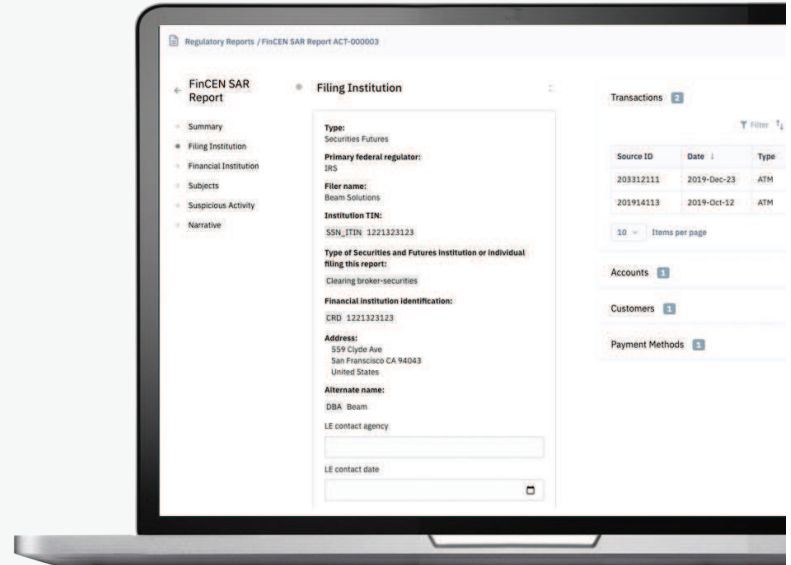 Regulatory Reports / FinCEN SAR Report ACT-000003
FinCEN SAR
Report
Summary
Filing Institution
Financial Institution
Subjects
Suspicious Activity
Narrative
Filing Institution
Type:
Securities Futures
Primary federal regulator:
IRS
Filer name:
Beam Solutions
Institution TIN:
SSN_ITIN 1221323123
Type of Securities and Futures institution or individual
filing this report:
Clearing broker-securities
Financial institution identification:
CRD 1221323123
Address:
559 Clyde Ave
San Franscisco CA 94043
United States
Alternate name:
DBA Beam
LE contact agency
LE contact date
Transactions 2
Filter
Source ID Date Type
203312111 2019-Dec-23 ATM
201914113 2019-Oct-12 ATM
10 Items per page
Accounts 1
Customers 1
Payment Methods 1